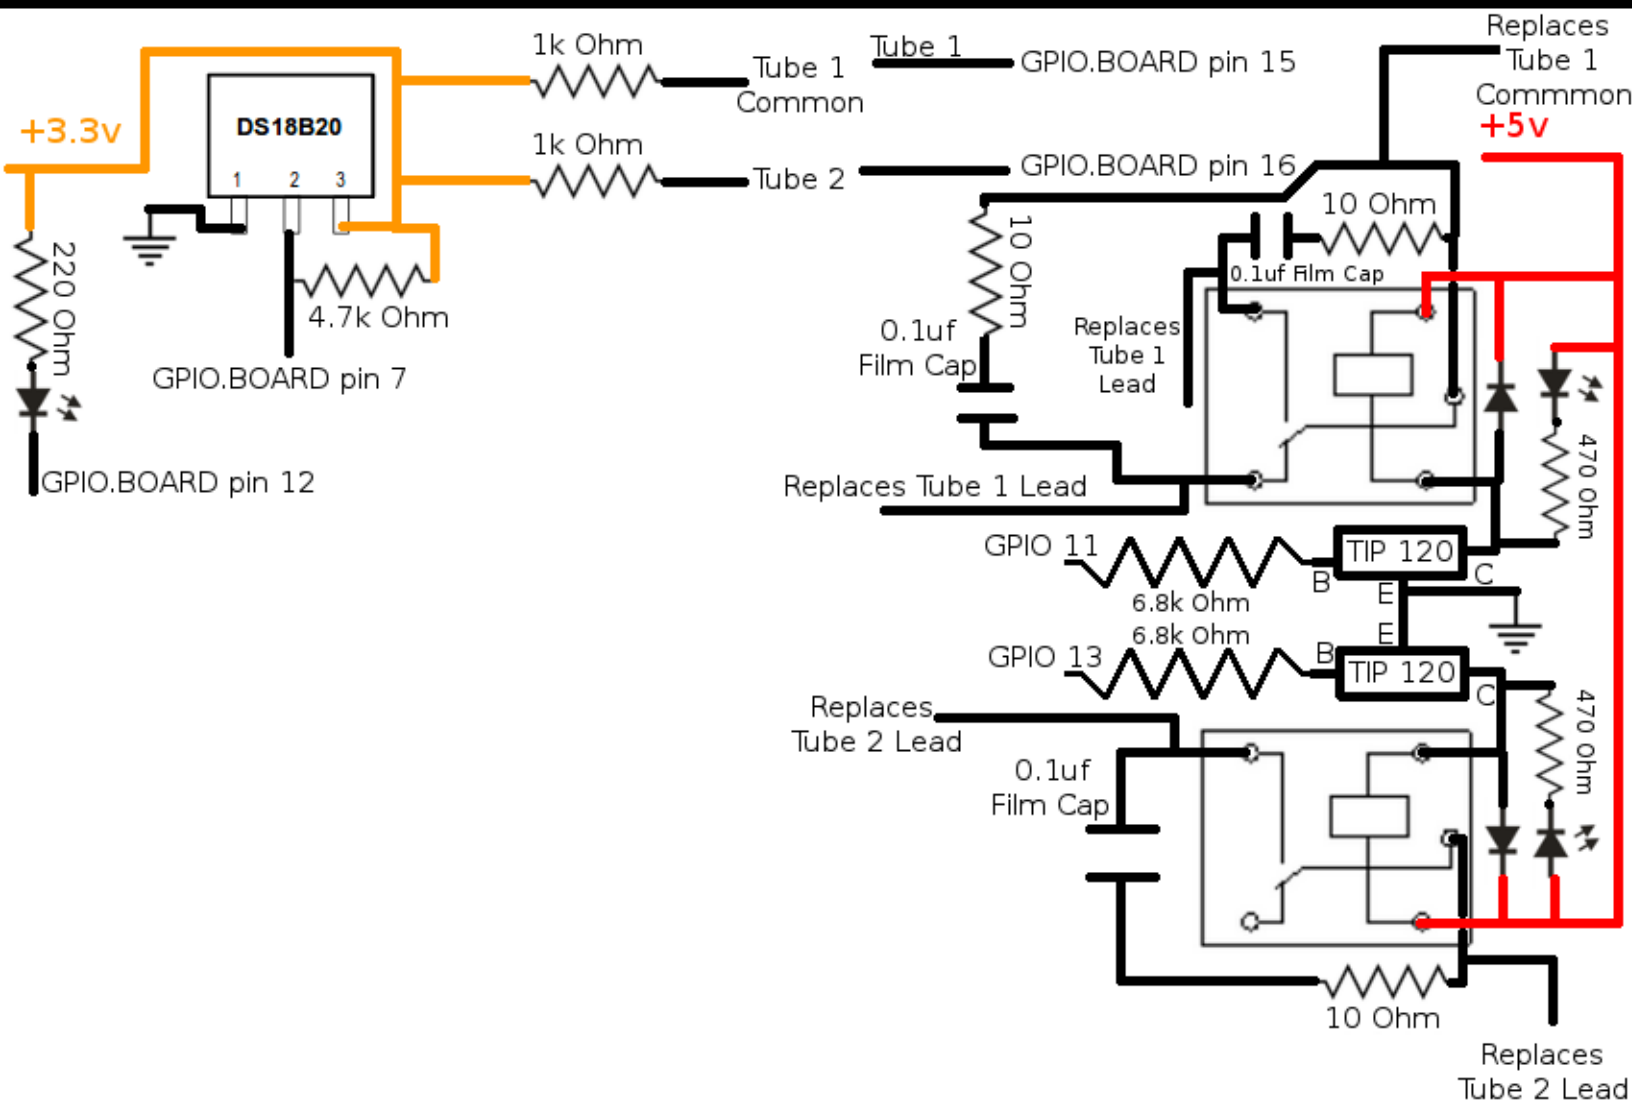 1k Ohm
Tube 1
Common
Tube 1
GPIO.BOARD pin 15
Replaces
Tube 1
Commmon
+5v
+3.3v
DS18B20
1 2 3
1k Ohm
Tube 2
GPIO.BOARD pin 16
220 Ohm
4.7k Ohm
GPIO.BOARD pin 7
GPIO.BOARD pin 12
10 Ohm
10 Ohm
0.1uf Film Cap
0.1uf
Film Cap
Replaces
Tube 1
Lead
470 Ohm
Replaces Tube 1 Lead
GPIO 11
6.8k Ohm
TIP 120
B
C
E
E
6.8k Ohm
GPIO 13
B
TIP 120
C
470 Ohm
Replaces
Tube 2 Lead
0.1uf
Film Cap
10 Ohm
Replaces
Tube 2 Lead